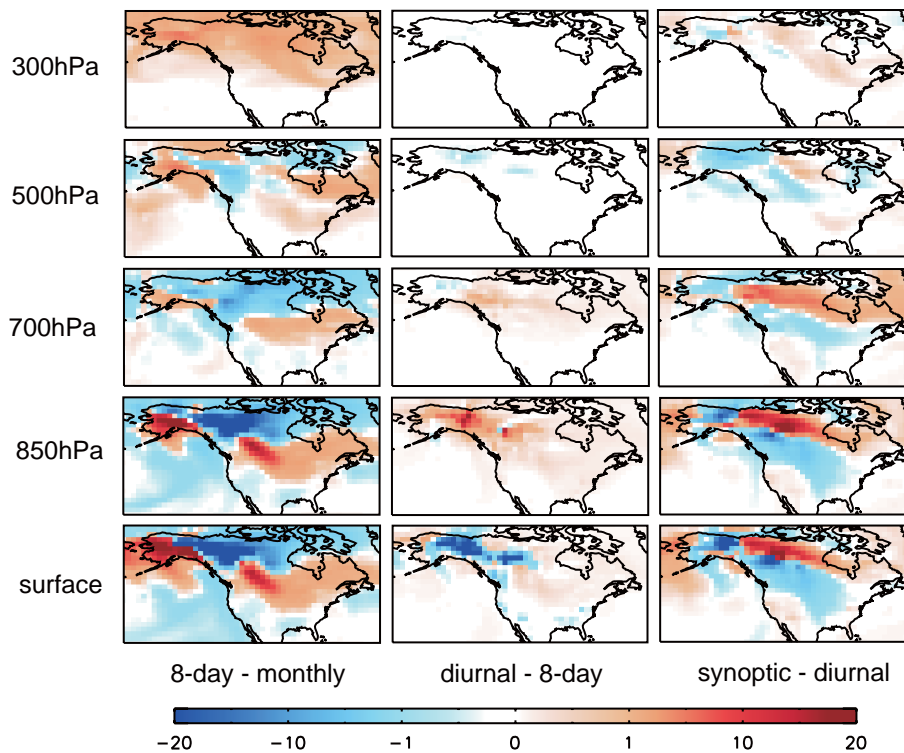 300hPa
500hPa
700hPa
850hPa
surface
8-day - monthly diurnal - 8-day synoptic - diurnal
-20 -10 -1 0 1 10 20